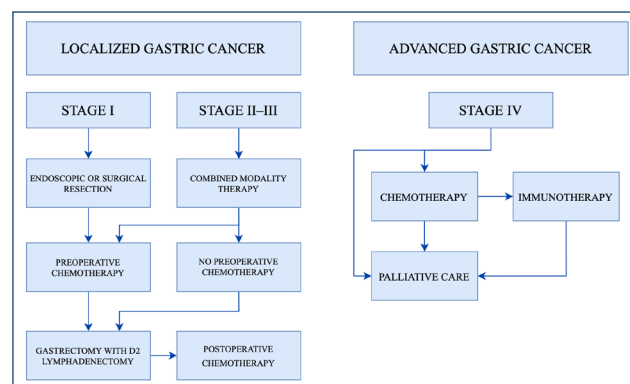 LOCALIZED GASTRIC CANCER
ADVANCED GASTRIC CANCER
STAGE I
STAGE II–III
STAGE IV
ENDOSCOPIC OR SURGICAL
RESECTION
COMBINED MODALITY
THERAPY
CHEMOTHERAPY
IMMUNOTHERAPY
PREOPERATIVE
CHEMOTHERAPY
NO PREOPERATIVE
CHEMOTHERAPY
PALLIATIVE CARE
GASTRECTOMY WITH D2
LYMPHADENECTOMY
POSTOPERATIVE
CHEMOTHERAPY